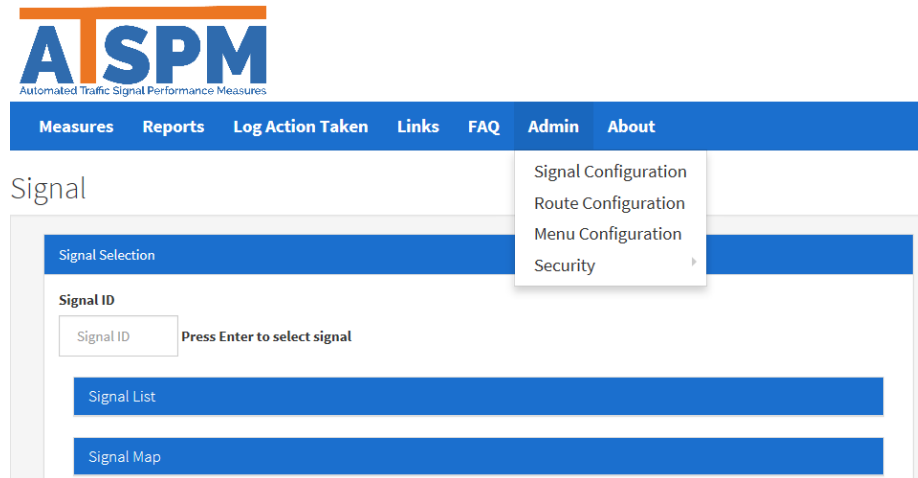 ATSPM
Automated Traffic Signal Performance Measures
Measures Reports Log Action Taken Links FAQ Admin About
Signal Configuration
Route Configuration
Menu Configuration
Security
Signal
Signal Selection
Signal ID
Signal ID Press Enter to select signal
Signal List
Signal Map